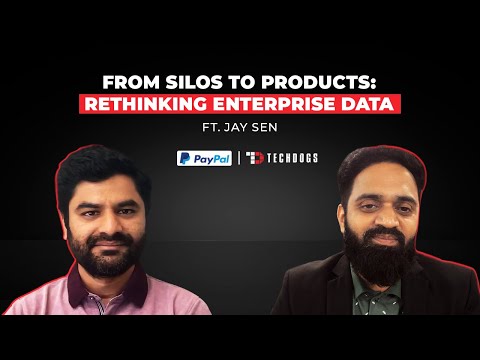 FROM SILOS TO PRODUCTS:
RETHINKING ENTERPRISE DATA
FT. JAY SEN
PayPal | TECHDOGS